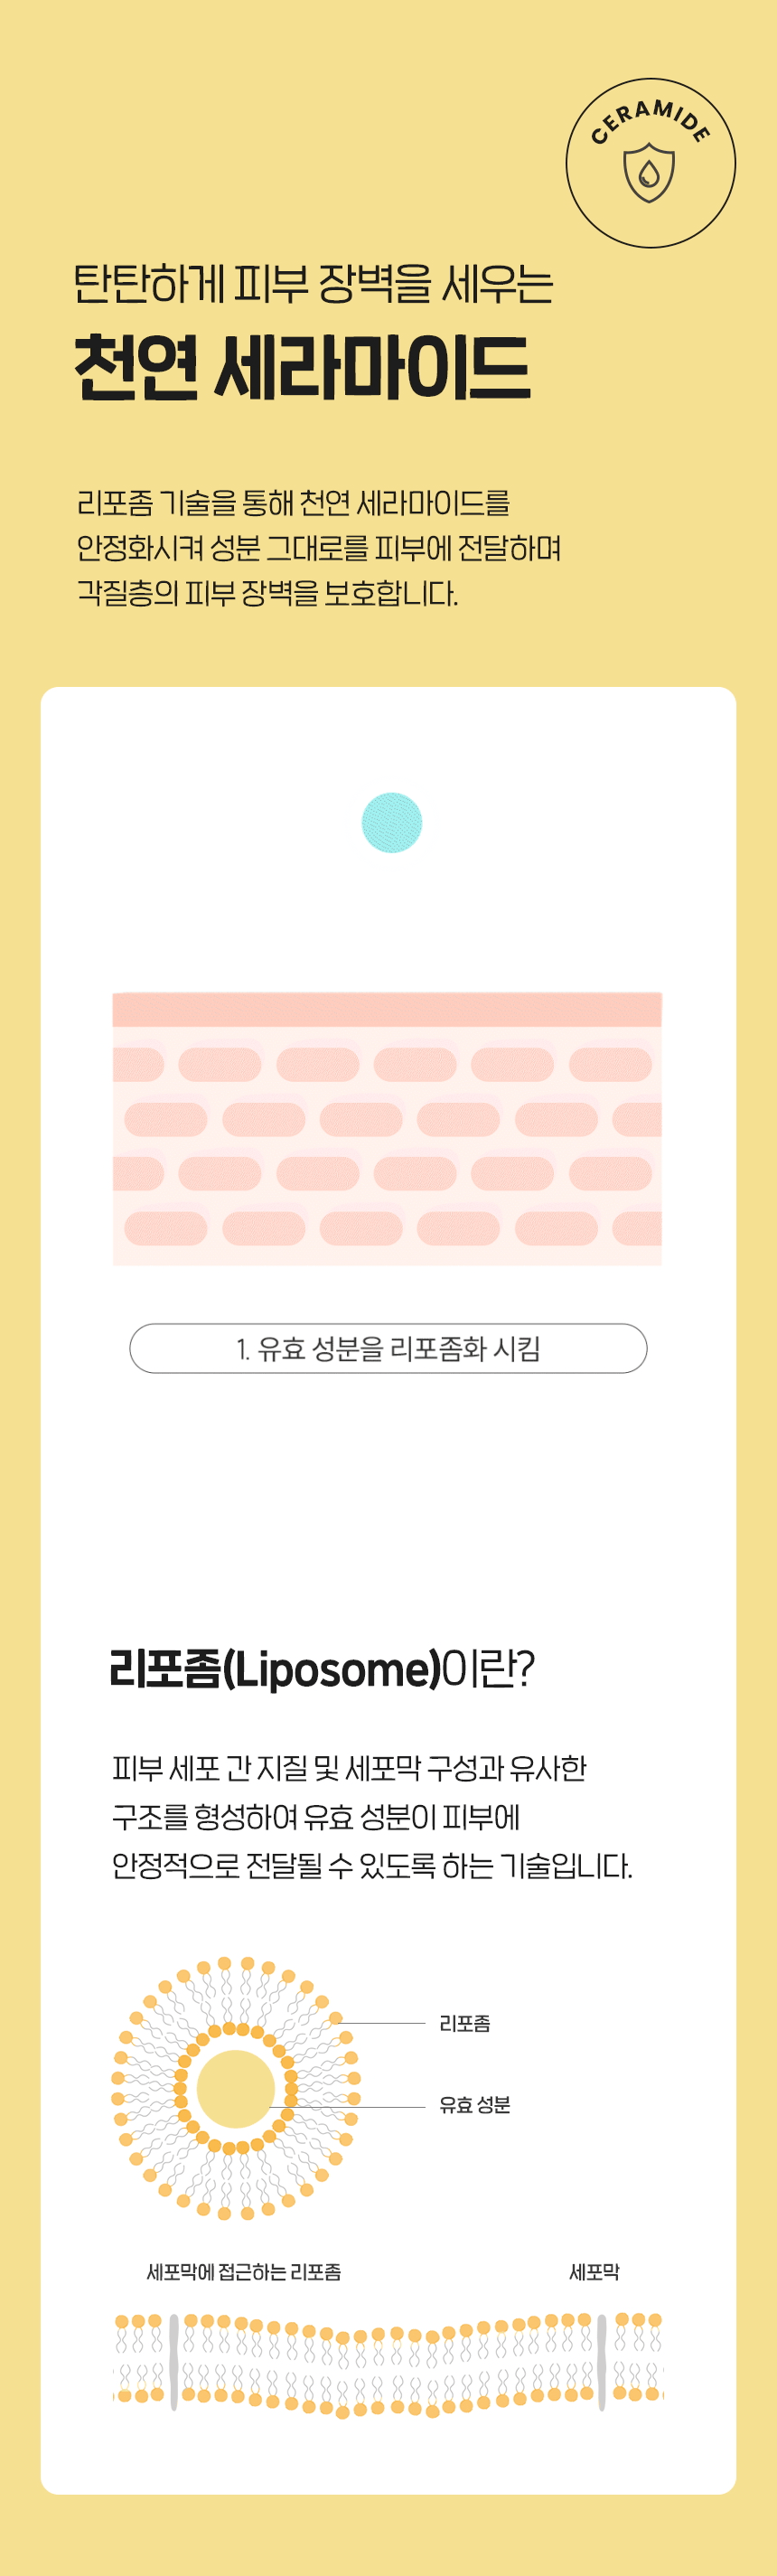 CERAMIDE
탄탄하게 피부 장벽을 세우는
천연 세라마이드
리포좀 기술을 통해 천연 세라마이드를
안정화시켜 성분 그대로를 피부에 전달하며
각질층의 피부 장벽을 보호합니다.
1. 유효 성분을 리포좀화 시킴
리포좀(Liposome)이란?
피부 세포 간 지질 및 세포막 구성과 유사한
구조를 형성하여 유효 성분이 피부에
안정적으로 전달될 수 있도록 하는 기술입니다.
리포좀
유효 성분
세포막에 접근하는 리포좀
세포막